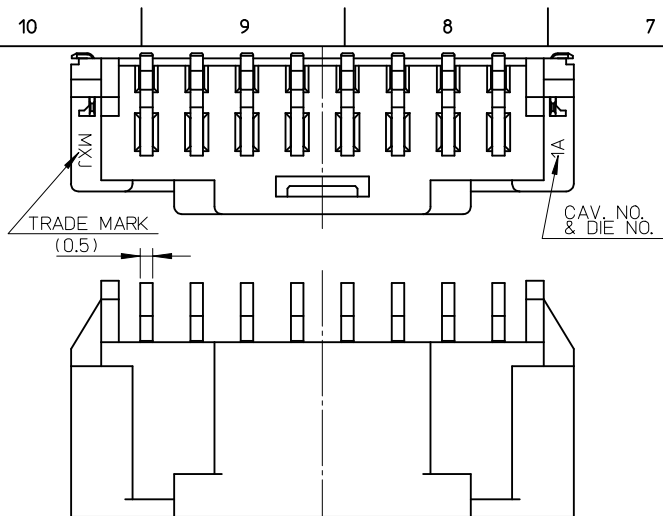 10 9 8 7
MXJ
1A
TRADE MARK
CAV. NO.
& DIE NO.
(0.5)